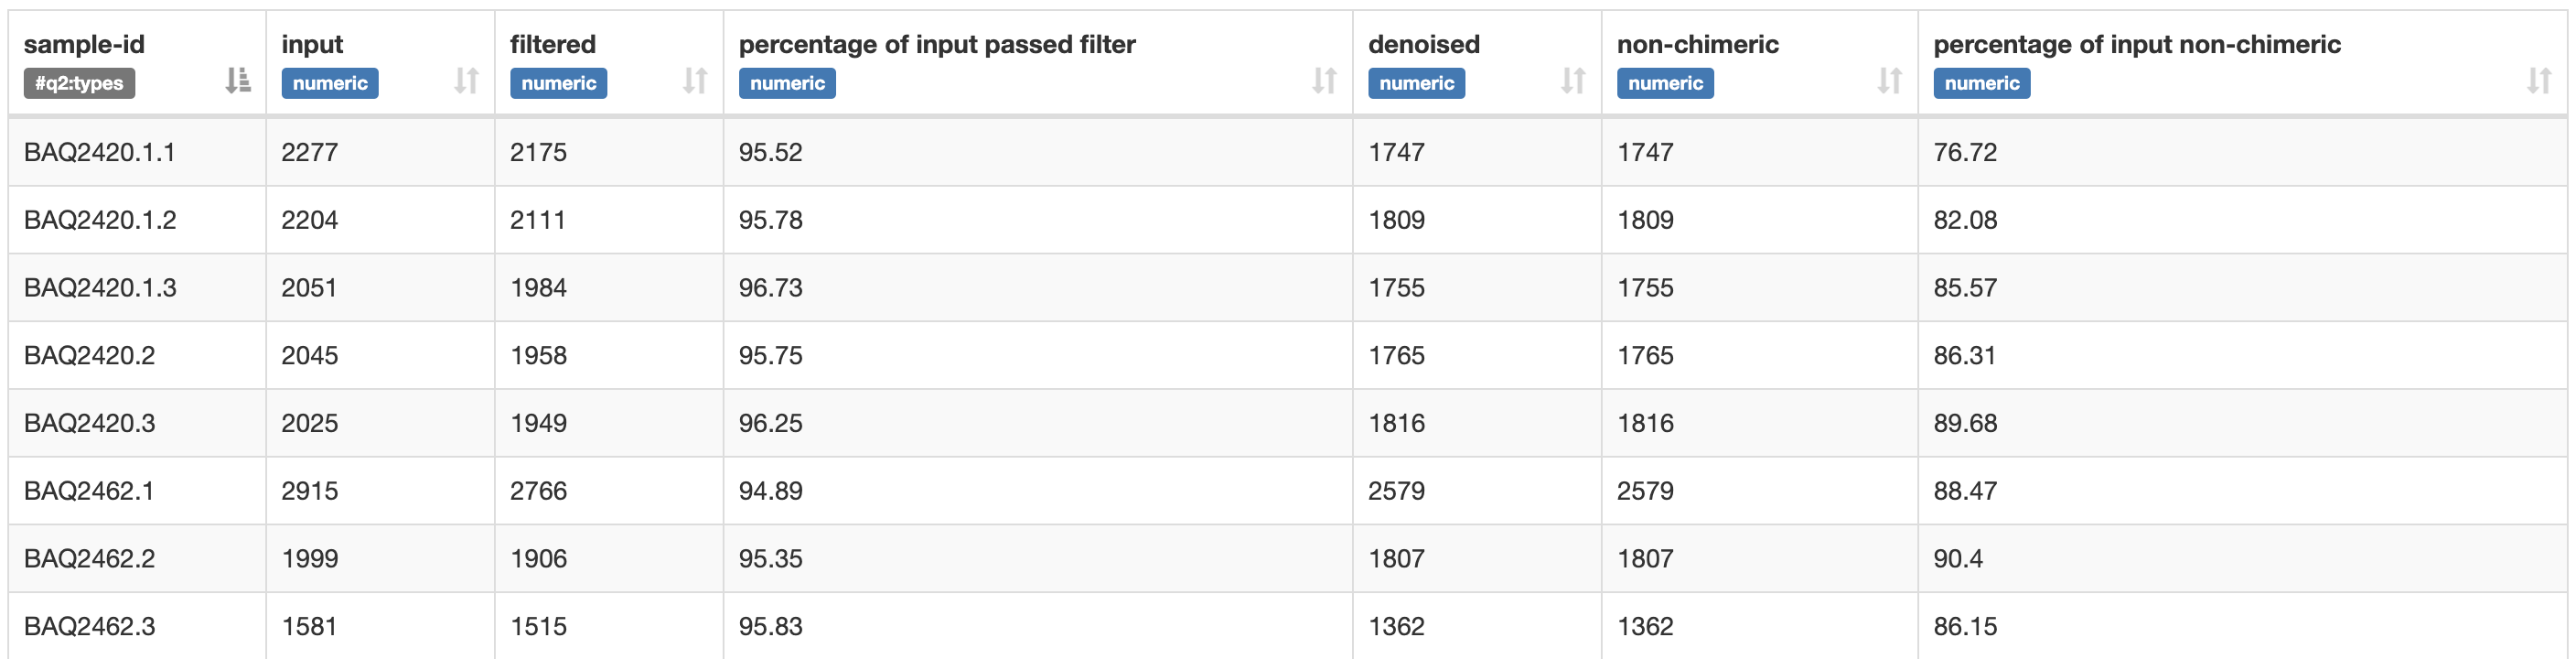 sample-id input filtered percentage of input passed filter denoised non-chimeric percentage of input non-chimeric
#q2:types numeric numeric numeric numeric numeric numeric
BAQ2420.1.1 2277 2175 95.52 1747 1747 76.72
BAQ2420.1.2 2204 2111 95.78 1809 1809 82.08
BAQ2420.1.3 2051 1984 96.73 1755 1755 85.57
BAQ2420.2 2045 1958 95.75 1765 1765 86.31
BAQ2420.3 2025 1949 96.25 1816 1816 89.68
BAQ2462.1 2915 2766 94.89 2579 2579 88.47
BAQ2462.2 1999 1906 95.35 1807 1807 90.4
BAQ2462.3 1581 1515 95.83 1362 1362 86.15